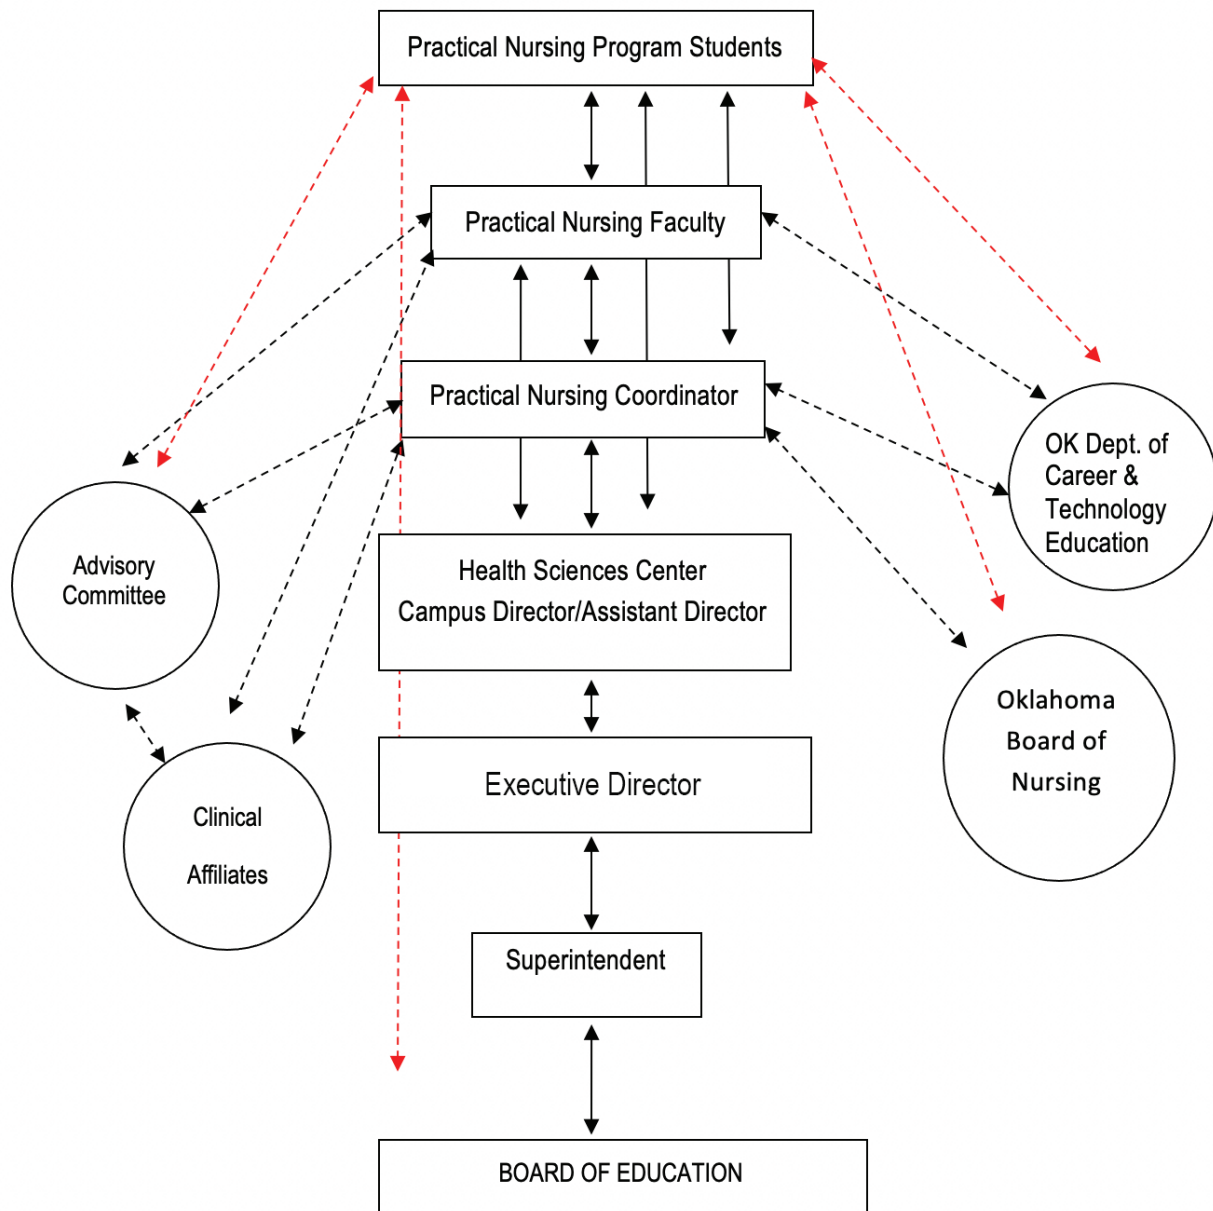 Practical Nursing Program Students
Practical Nursing Faculty
Practical Nursing Coordinator
OK Dept. of
Career &
Technology
Education
Advisory
Committee
Health Sciences Center
Campus Director/Assistant Director
Oklahoma
Board of
Nursing
Executive Director
Clinical
Affiliates
Superintendent
BOARD OF EDUCATION